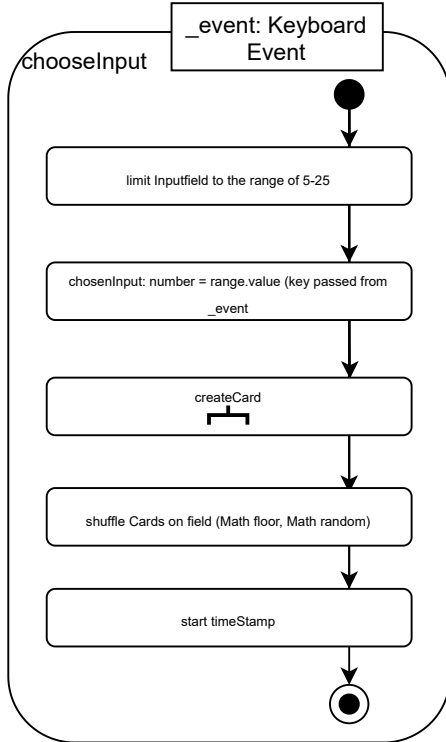 _event: Keyboard
Event
chooseInput
limit Inputfield to the range of 5-25
chosenInput: number = range.value (key passed from
_event
createCard
shuffle Cards on field (Math floor, Math random)
start timeStamp